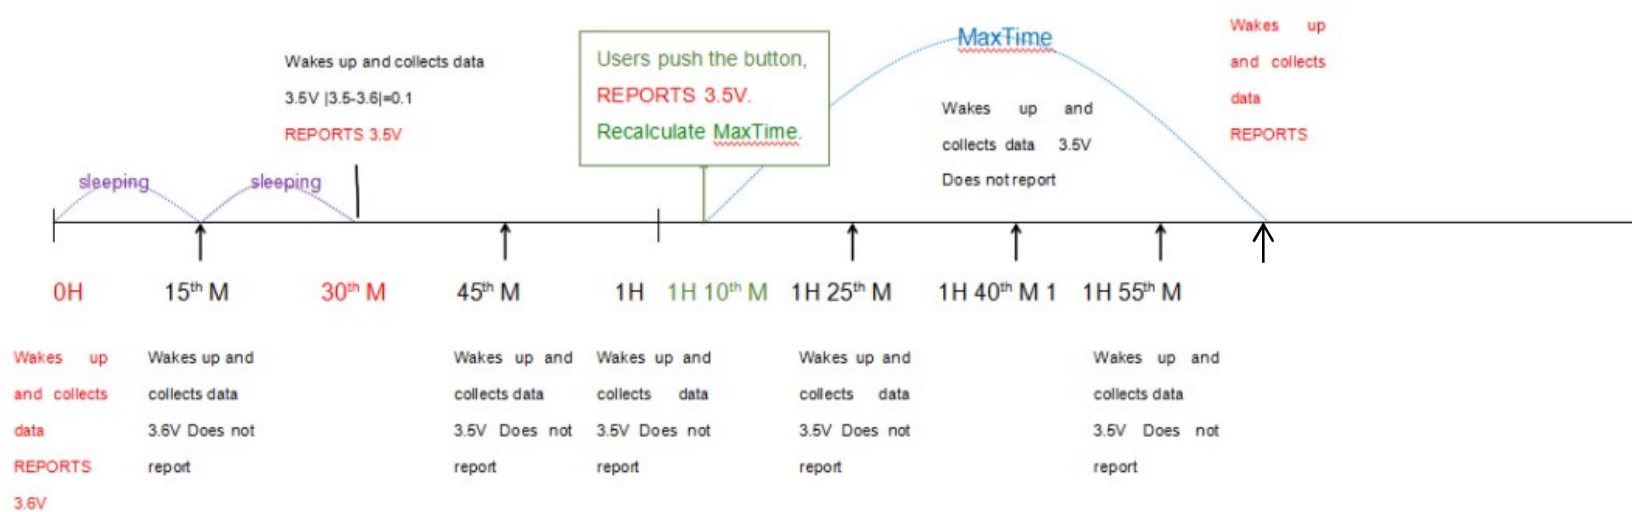 Wakes up and collects data
3.5V |3.5-3.6|=0.1
REPORTS 3.5V
Users push the button,
REPORTS 3.5V.
Recalculate MaxTime.
MaxTime
Wakes up and
collects data 3.5V
Does not report
Wakes up
and collects
data
REPORTS
sleeping
sleeping
0H
15th M
30th M
45th M
1H
1H 10th M
1H 25th M
1H 40th M 1
1H 55th M
Wakes up
and collects
data
REPORTS
3.6V
Wakes up and
collects data
3.6V Does not
report
Wakes up and
collects data
3.5V Does not
report
Wakes up and
collects data
3.5V Does not
report
Wakes up and
collects data
3.5V Does not
report
Wakes up and
collects data
3.5V Does not
report